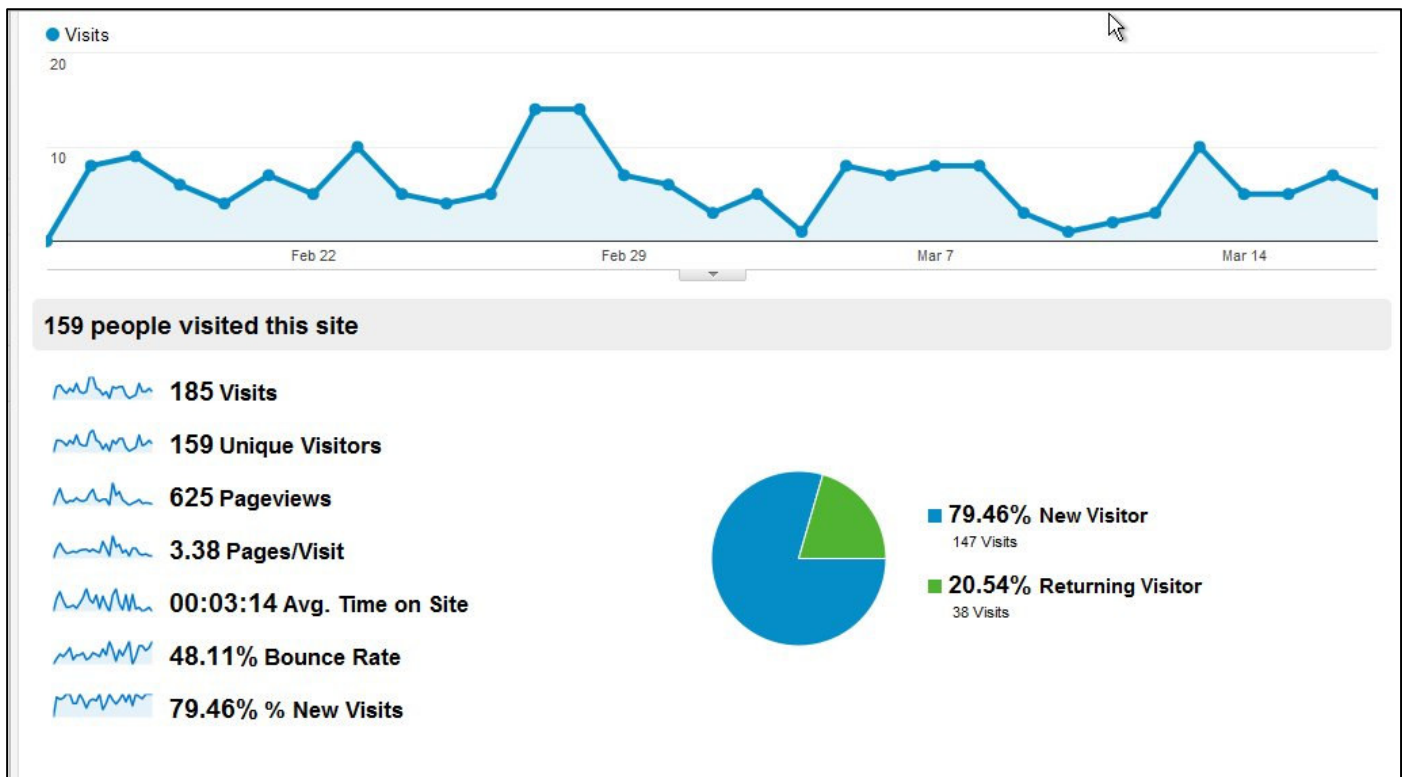 Visits
20
10
Feb 22
Feb 29
Mar 7
Mar 14
159 people visited this site
185 Visits
159 Unique Visitors
625 Pageviews
3.38 Pages/Visit
00:03:14 Avg. Time on Site
48.11% Bounce Rate
79.46% % New Visits
79.46% New Visitor
147 Visits
20.54% Returning Visitor
38 Visits